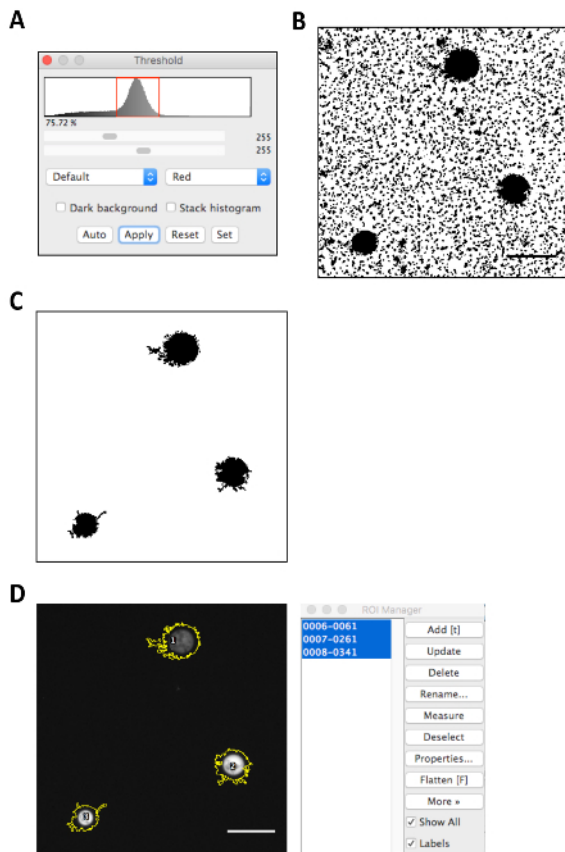 A
Threshold
75.72 %
255
255
Default
Red
Dark background
Stack histogram
Auto
Apply
Reset
Set
B
C
D
1
2
3
ROI Manager
0006-0061
0007-0261
0008-0341
Add [t]
Update
Delete
Rename...
Measure
Deselect
Properties...
Flatten [F]
More »
Show All
Labels